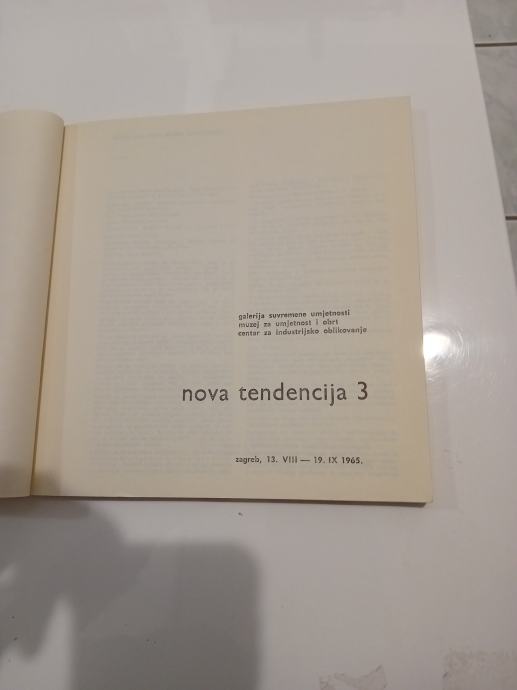 galerija suvremene umjetnosti
muzej za umjetnost i obrt
centar za industrijsko oblikovanje
nova tendencija 3
zagreb, 13. VIII — 19. IX 1965.